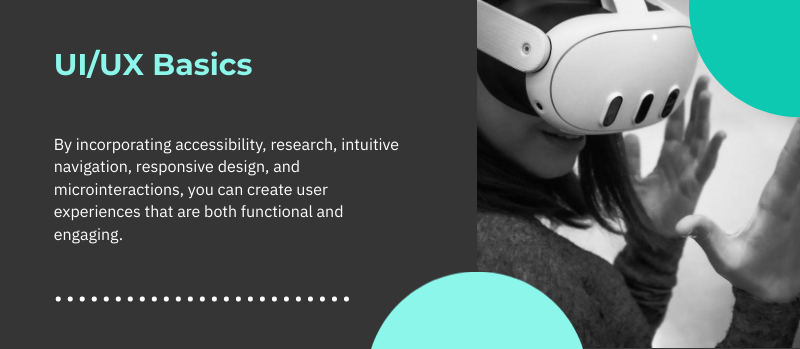 UI/UX Basics
By incorporating accessibility, research, intuitive
navigation, responsive design, and
microinteractions, you can create user
experiences that are both functional and
engaging.